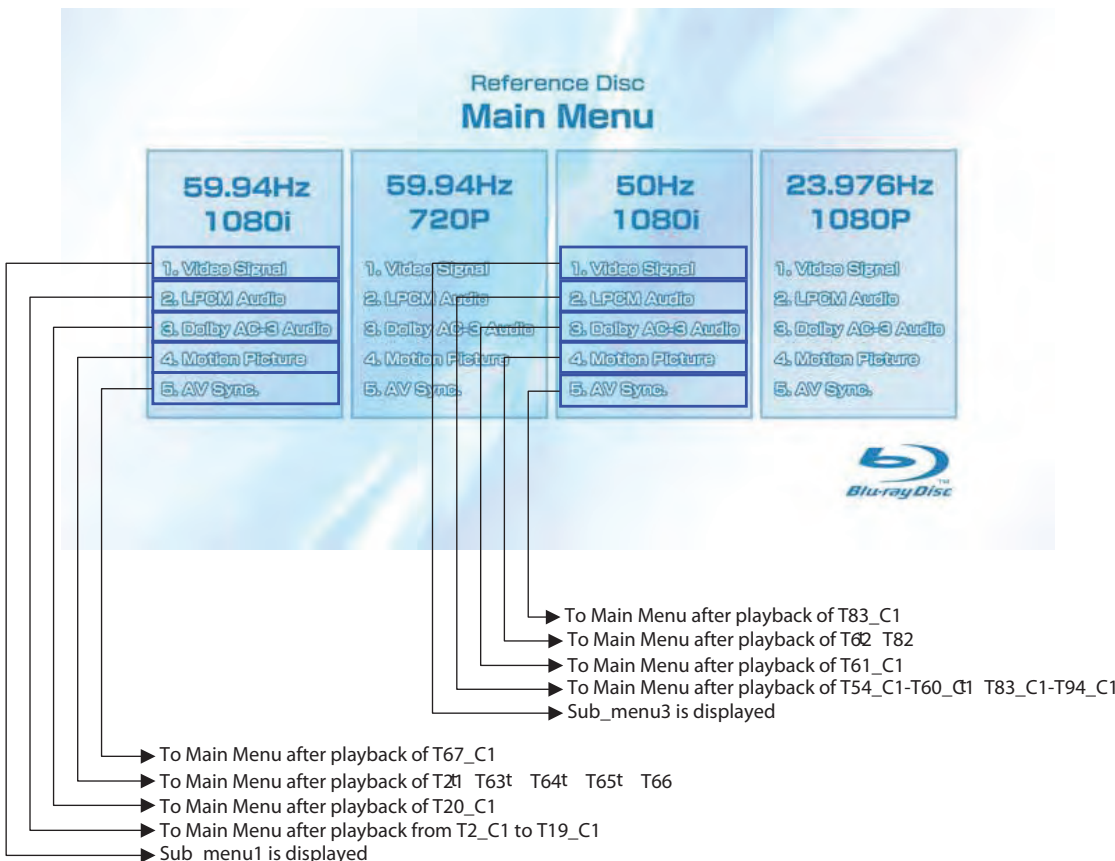 Reference Disc
Main Menu
59.94Hz
1080i
1. Video Signal
2. LPCM Audio
3. Dolby AC-3 Audio
4. Motion Picture
5. AV Sync.
59.94Hz
720P
1. Video Signal
2. LPCM Audio
3. Dolby AC-3 Audio
4. Motion Picture
5. AV Sync.
50Hz
1080i
1. Video Signal
2. LPCM Audio
3. Dolby AC-3 Audio
4. Motion Picture
5. AV Sync.
23.976Hz
1080P
1. Video Signal
2. LPCM Audio
3. Dolby AC-3 Audio
4. Motion Picture
5. AV Sync.
Blu-ray Disc
TM
To Main Menu after playback of T83_C1
To Main Menu after playback of T62 T82
To Main Menu after playback of T61_C1
To Main Menu after playback of T54_C1-T60_C1 T83_C1-T94_C1
Sub_menu3 is displayed
To Main Menu after playback of T67_C1
To Main Menu after playback of T21 T63t T64t T65t T66
To Main Menu after playback of T20_C1
To Main Menu after playback from T2_C1 to T19_C1
Sub_menu1 is displayed